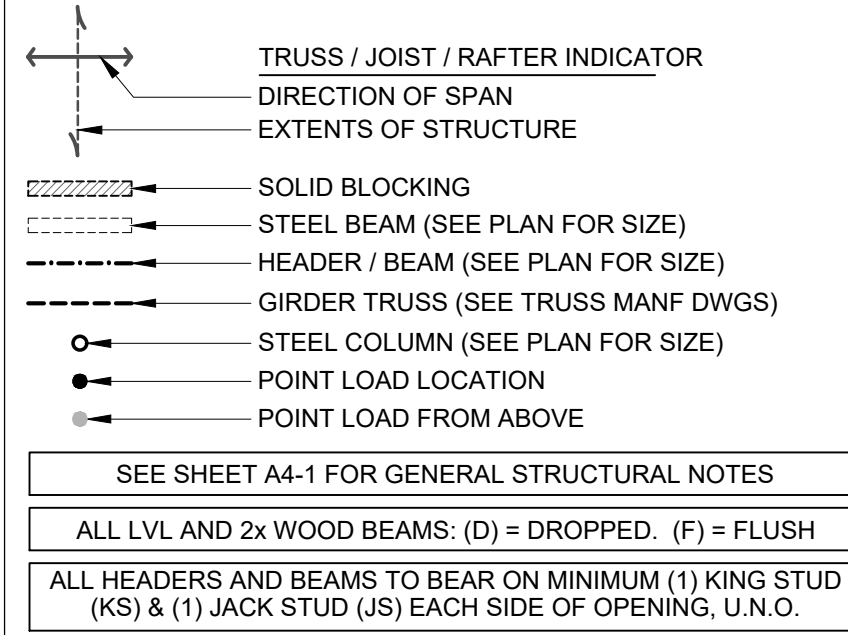 TRUSS / JOIST / RAFTER INDICATOR
DIRECTION OF SPAN
EXTENTS OF STRUCTURE
SOLID BLOCKING
STEEL BEAM (SEE PLAN FOR SIZE)
HEADER / BEAM (SEE PLAN FOR SIZE)
GIRDER TRUSS (SEE TRUSS MANF DWGS)
STEEL COLUMN (SEE PLAN FOR SIZE)
POINT LOAD LOCATION
POINT LOAD FROM ABOVE
SEE SHEET A4-1 FOR GENERAL STRUCTURAL NOTES
ALL LVL AND 2x WOOD BEAMS: (D) = DROPPED. (F) = FLUSH
ALL HEADERS AND BEAMS TO BEAR ON MINIMUM (1) KING STUD
(KS) & (1) JACK STUD (JS) EACH SIDE OF OPENING, U.N.O.